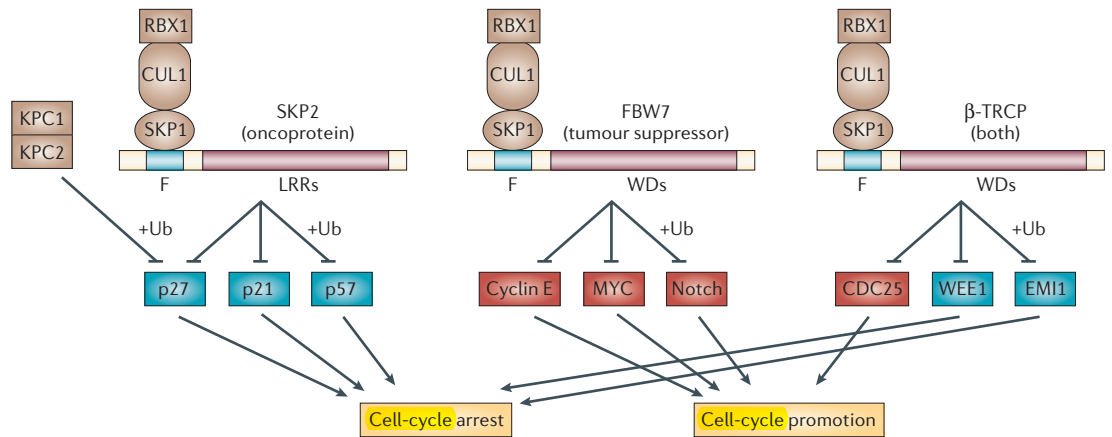 RBX1
CUL1
SKP1
KPC1
KPC2
SKP2
(oncoprotein)
F
LRRs
+Ub
+Ub
p27
p21
p57
RBX1
CUL1
SKP1
FBW7
(tumour suppressor)
F
WDs
+Ub
Cyclin E
MYC
Notch
RBX1
CUL1
SKP1
β-TRCP
(both)
F
WDs
+Ub
CDC25
WEE1
EMI1
Cell-cycle arrest
Cell-cycle promotion